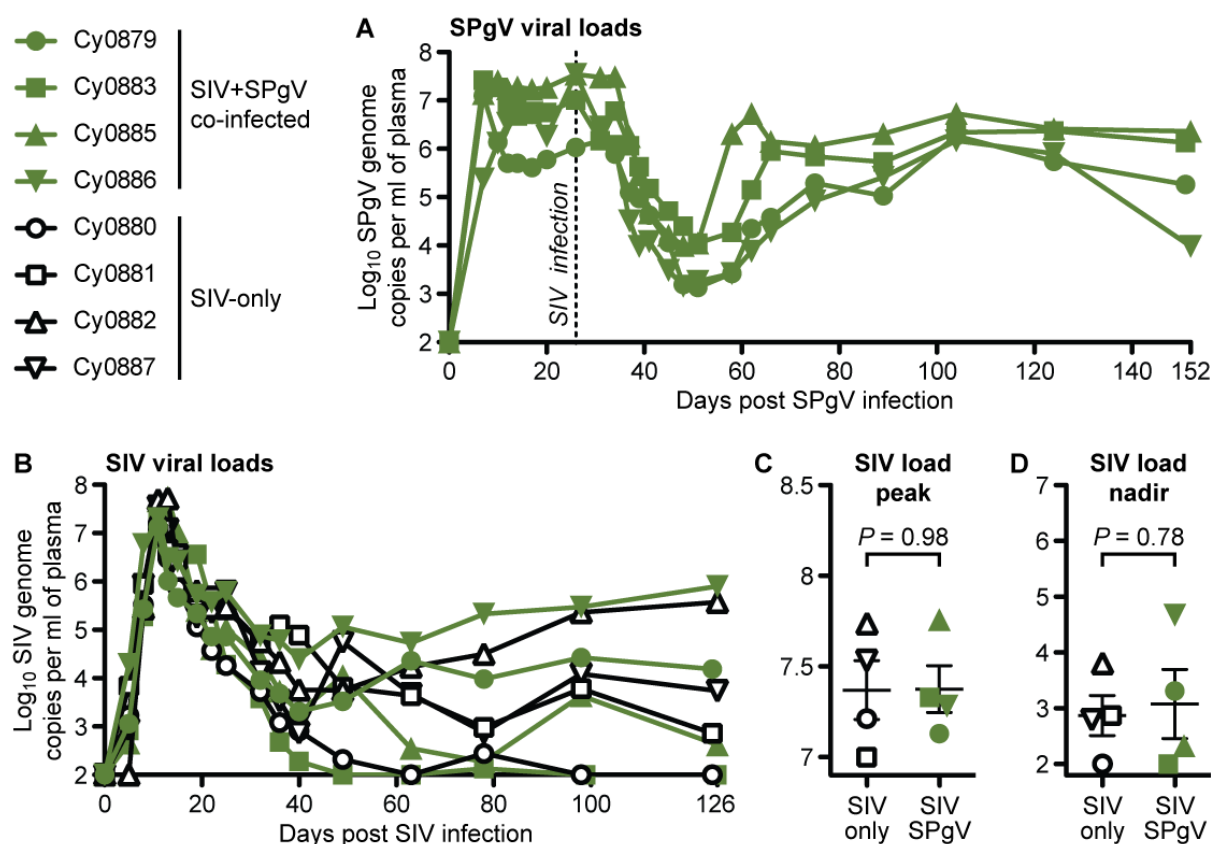 Cy0879
Cy0883
Cy0885
Cy0886
SIV+SPgV
co-infected
Cy0880
Cy0881
Cy0882
Cy0887
SIV-only
A
SPgV viral loads
Log10 SPgV genome
copies per ml of plasma
8
7
6
5
4
3
2
SIV infection
0 20 40 60 80 100 120 140 152
Days post SPgV infection
B
SIV viral loads
Log10 SIV genome
copies per ml of plasma
8
7
6
5
4
3
2
0 20 40 60 80 100 126
Days post SIV infection
C
SIV load
peak
8.5
8
7.5
7
P = 0.98
SIV SIV
only SPgV
D
SIV load
nadir
7
6
5
4
3
2
P = 0.78
SIV SIV
only SPgV